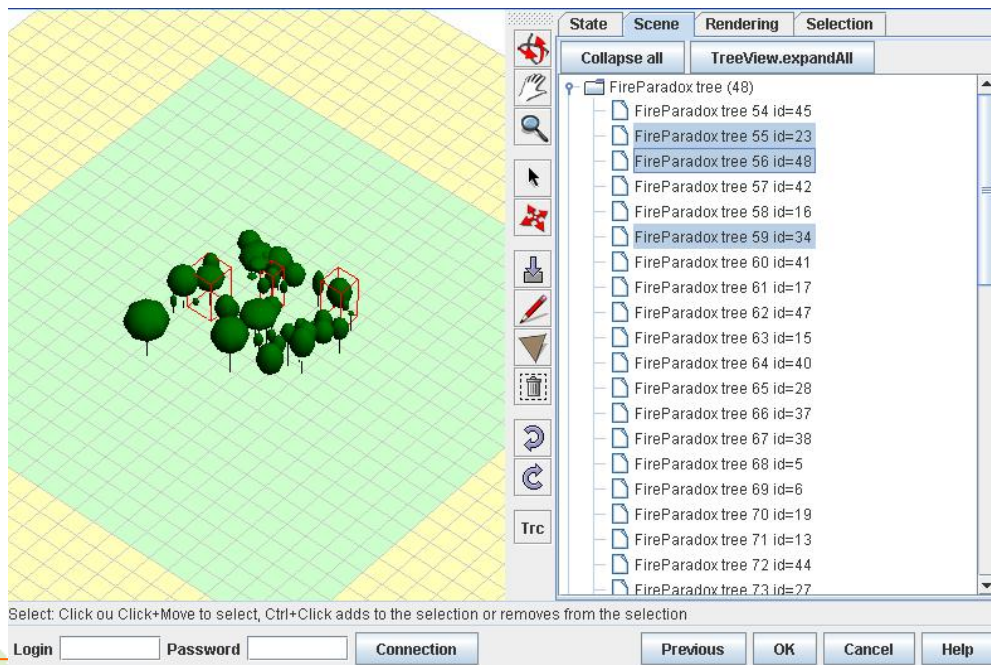 State Scene Rendering Selection
Collapse all TreeView.expandAll
FireParadox tree (48)
FireParadox tree 54 id=45
FireParadox tree 55 id=23
FireParadox tree 56 id=48
FireParadox tree 57 id=42
FireParadox tree 58 id=16
FireParadox tree 59 id=34
FireParadox tree 60 id=41
FireParadox tree 61 id=17
FireParadox tree 62 id=47
FireParadox tree 63 id=15
FireParadox tree 64 id=40
FireParadox tree 65 id=28
FireParadox tree 66 id=37
FireParadox tree 67 id=38
FireParadox tree 68 id=5
FireParadox tree 69 id=6
FireParadox tree 70 id=19
FireParadox tree 71 id=13
FireParadox tree 72 id=44
FireParadox tree 73 id=27
Trc
Select: Click ou Click+Move to select, Ctrl+Click adds to the selection or removes from the selection
Login Password Connection Previous OK Cancel Help